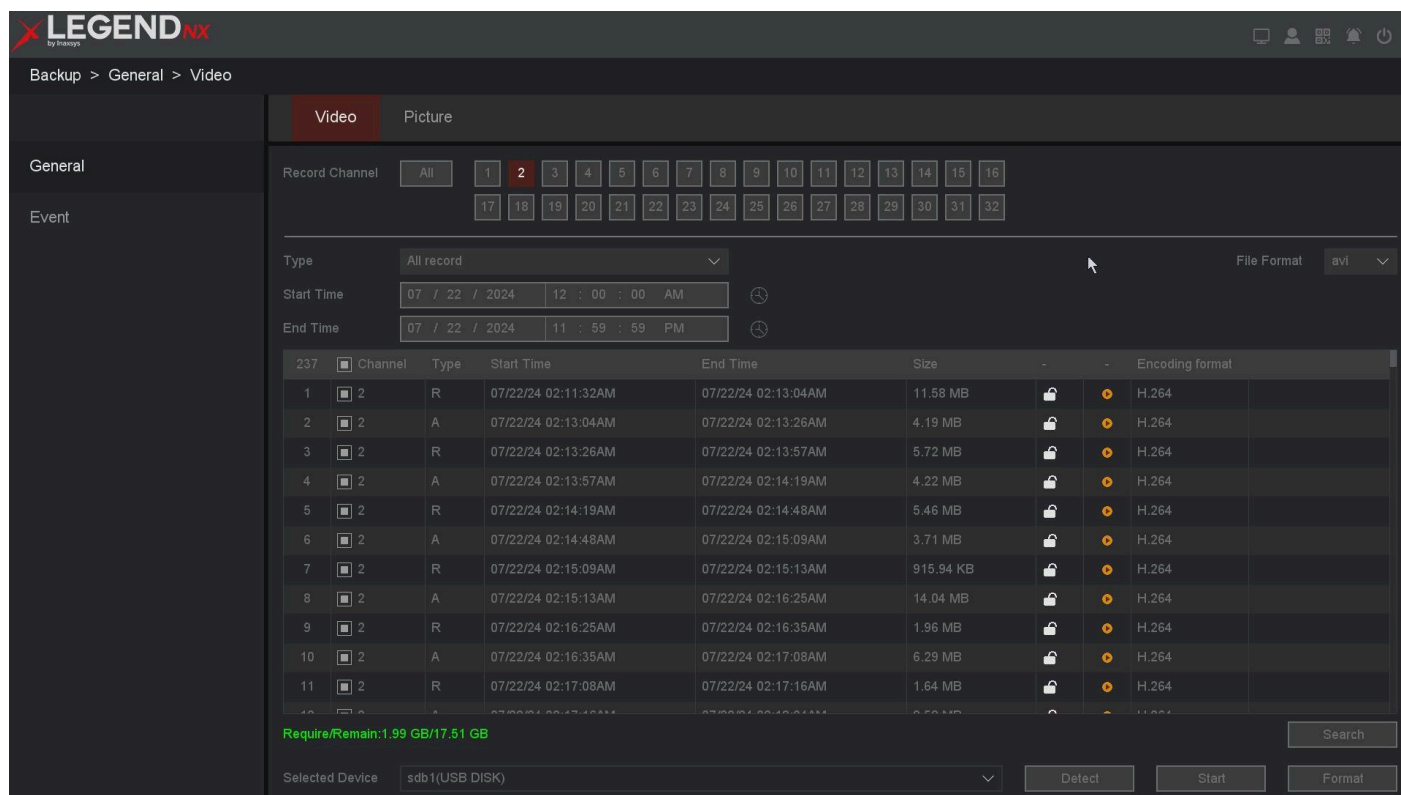 LEGEND NX
by Inaxsys
Backup > General > Video
Video Picture
General
Event
Record Channel All 1 2 3 4 5 6 7 8 9 10 11 12 13 14 15 16
17 18 19 20 21 22 23 24 25 26 27 28 29 30 31 32
Type All record File Format avi
Start Time 07 / 22 / 2024 12 : 00 : 00 AM
End Time 07 / 22 / 2024 11 : 59 : 59 PM
237 Channel Type Start Time End Time Size - - Encoding format
1 2 R 07/22/24 02:11:32AM 07/22/24 02:13:04AM 11.58 MB H.264
2 2 A 07/22/24 02:13:04AM 07/22/24 02:13:26AM 4.19 MB H.264
3 2 R 07/22/24 02:13:26AM 07/22/24 02:13:57AM 5.72 MB H.264
4 2 A 07/22/24 02:13:57AM 07/22/24 02:14:19AM 4.22 MB H.264
5 2 R 07/22/24 02:14:19AM 07/22/24 02:14:48AM 5.46 MB H.264
6 2 A 07/22/24 02:14:48AM 07/22/24 02:15:09AM 3.71 MB H.264
7 2 R 07/22/24 02:15:09AM 07/22/24 02:15:13AM 915.94 KB H.264
8 2 A 07/22/24 02:15:13AM 07/22/24 02:16:25AM 14.04 MB H.264
9 2 R 07/22/24 02:16:25AM 07/22/24 02:16:35AM 1.96 MB H.264
10 2 A 07/22/24 02:16:35AM 07/22/24 02:17:08AM 6.29 MB H.264
11 2 R 07/22/24 02:17:08AM 07/22/24 02:17:16AM 1.64 MB H.264
Require/Remain:1.99 GB/17.51 GB
Search
Selected Device sdb1(USB DISK) Detect Start Format